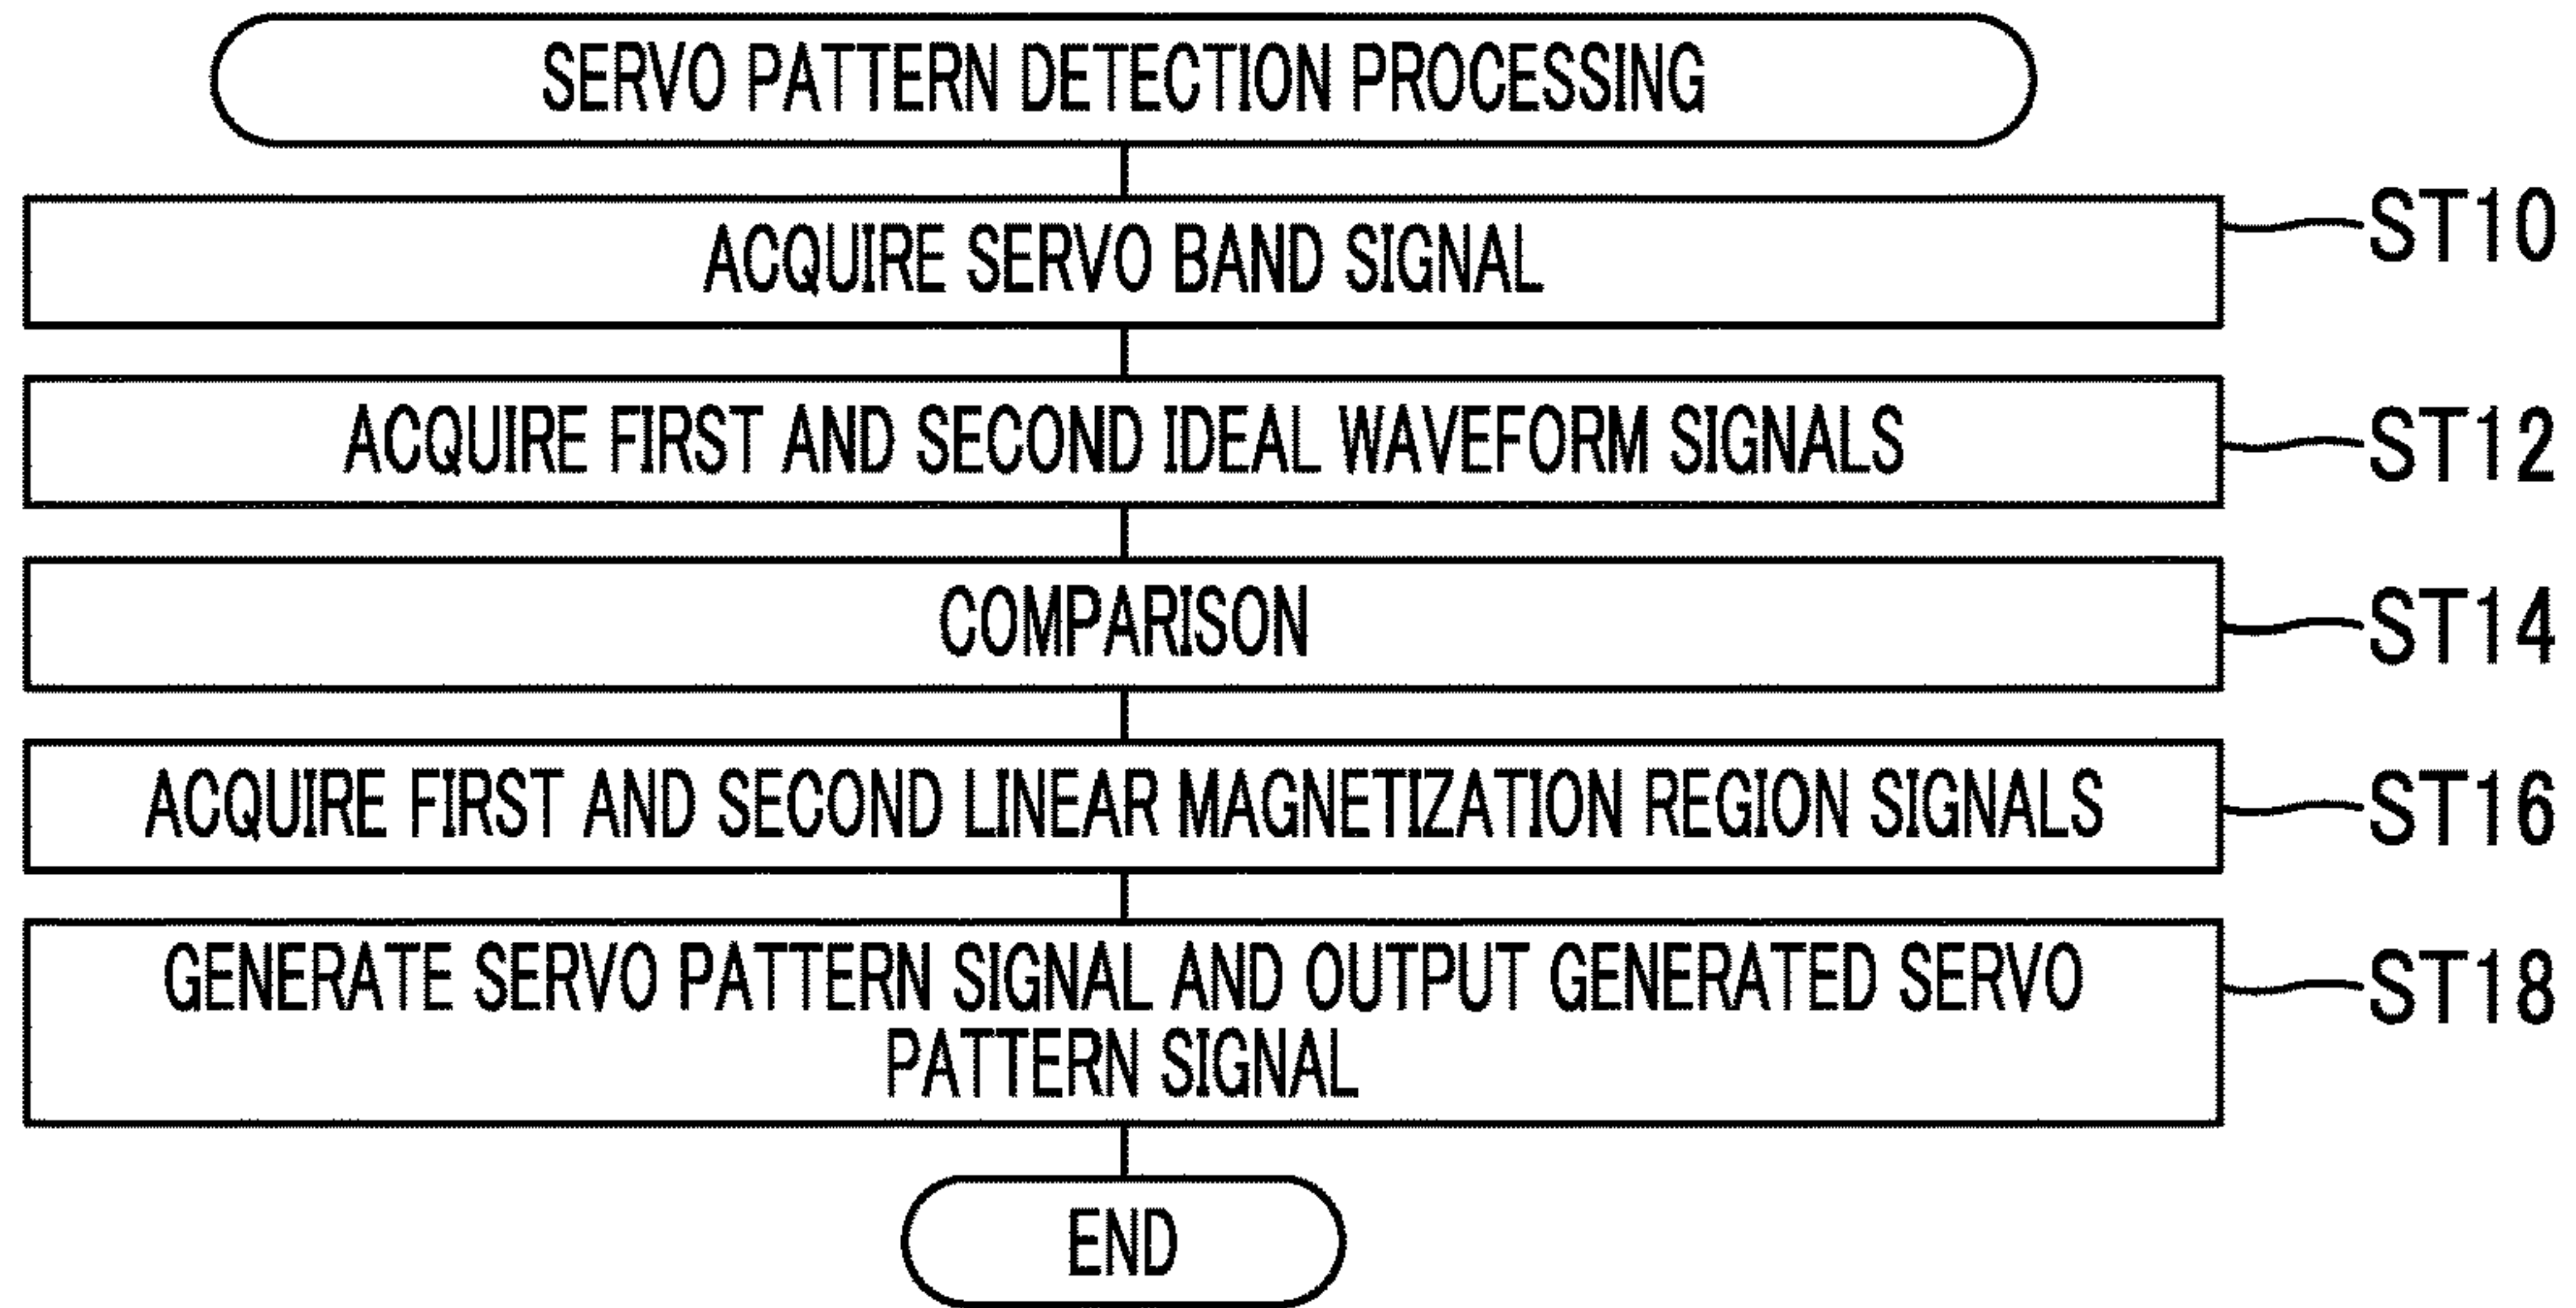 SERVO PATTERN DETECTION PROCESSING
ACQUIRE SERVO BAND SIGNAL
ST10
ACQUIRE FIRST AND SECOND IDEAL WAVEFORM SIGNALS
ST12
COMPARISON
ST14
ACQUIRE FIRST AND SECOND LINEAR MAGNETIZATION REGION SIGNALS
ST16
GENERATE SERVO PATTERN SIGNAL AND OUTPUT GENERATED SERVO
PATTERN SIGNAL
ST18
END